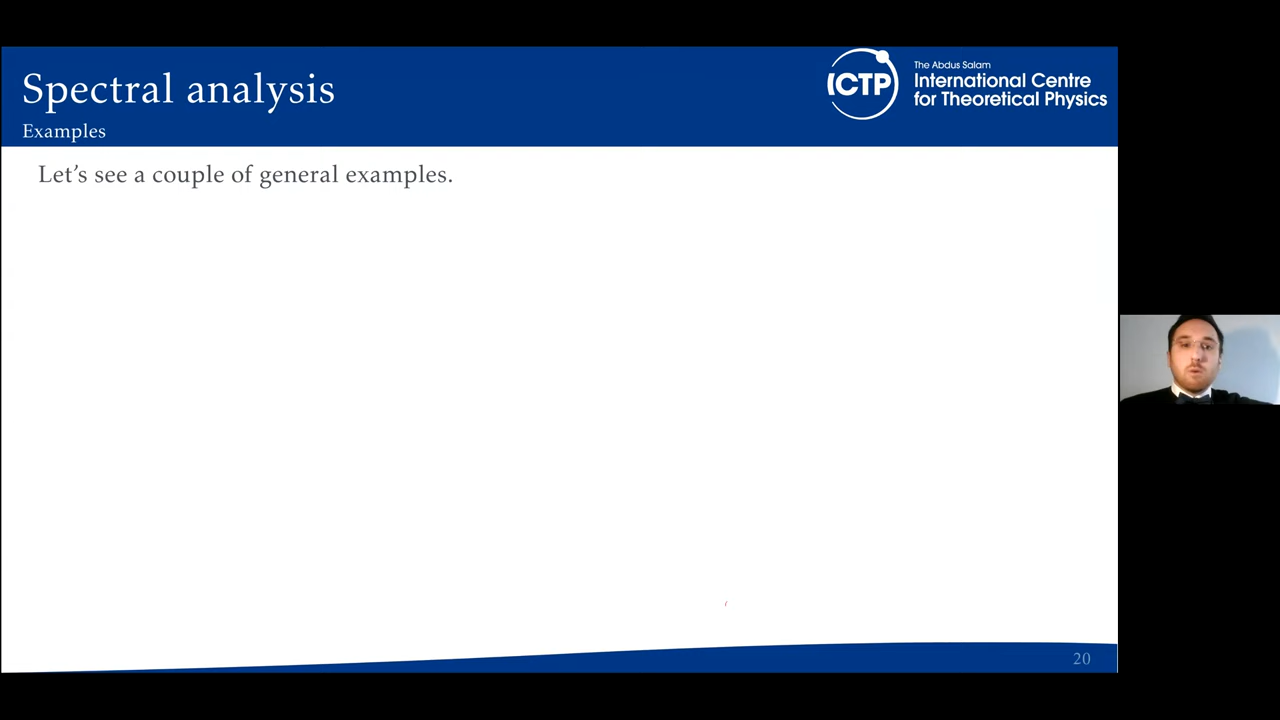 Spectral analysis
Examples
ICTP
The Abdus Salam
International Centre
for Theoretical Physics
Let's see a couple of general examples.
20